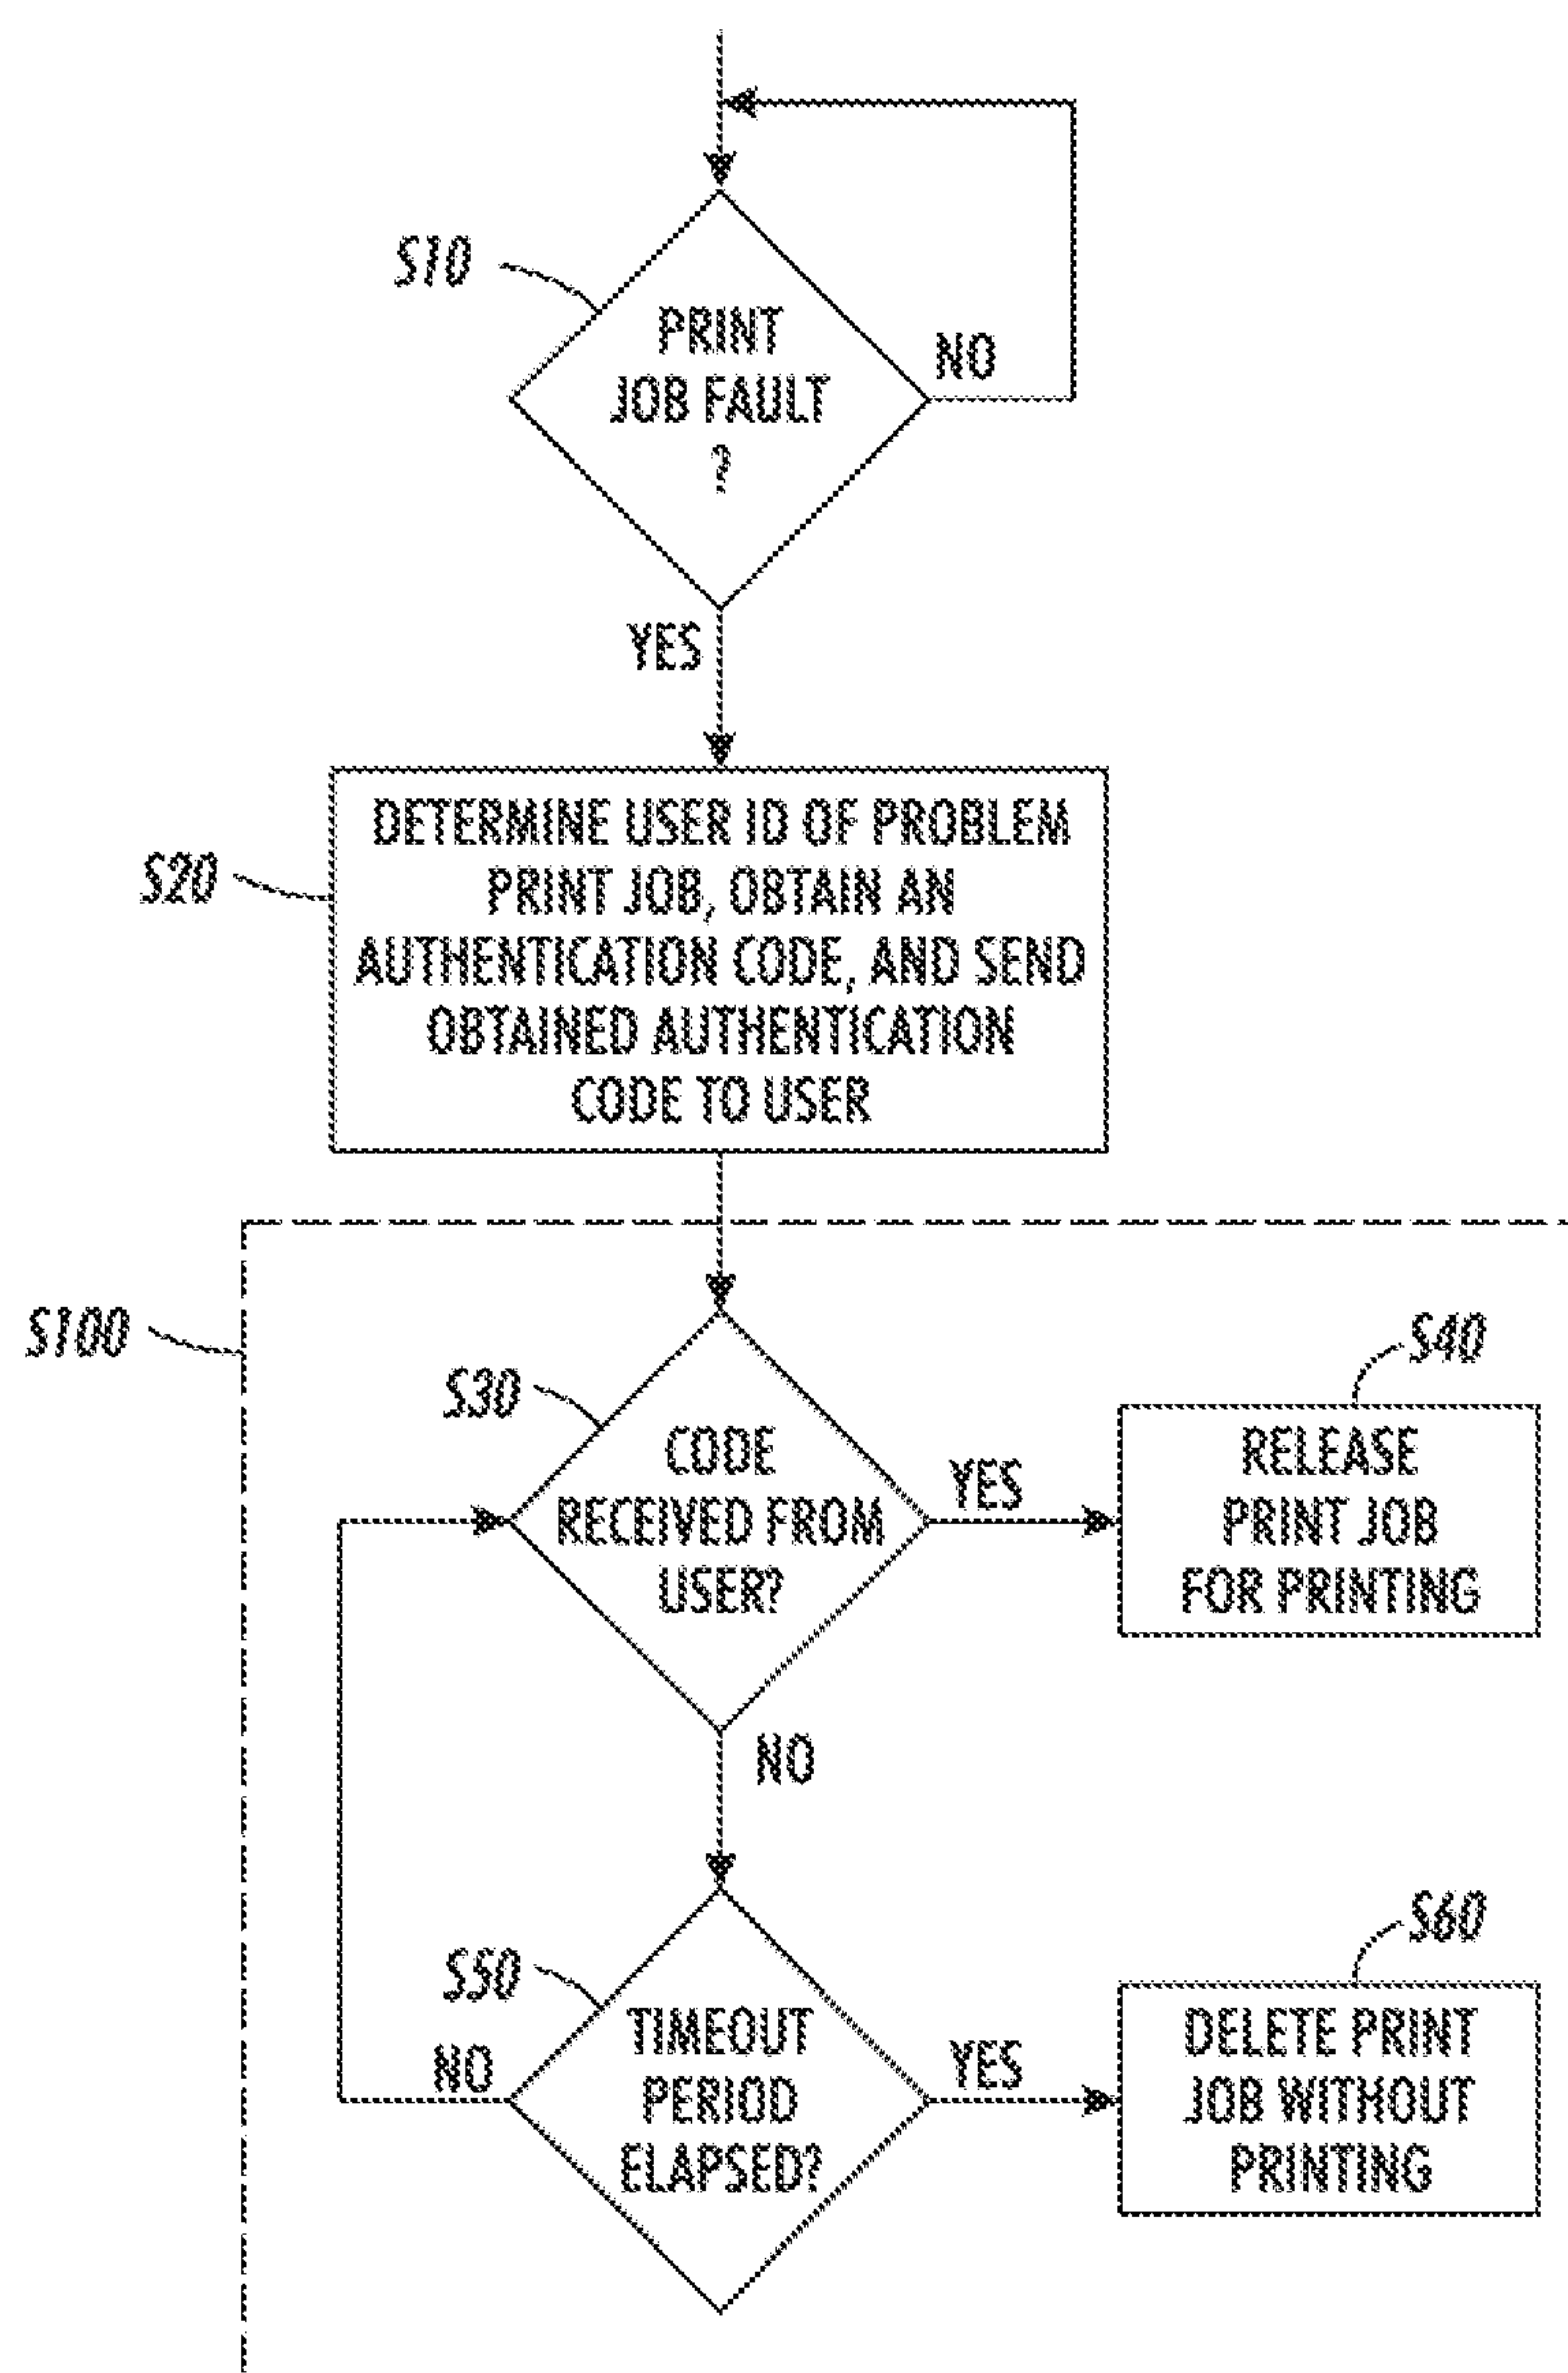 S10
PRINT
JOB FAULT
?
NO
YES
S20
DETERMINE USER ID OF PROBLEM
PRINT JOB, OBTAIN AN
AUTHENTICATION CODE, AND SEND
OBTAINED AUTHENTICATION
CODE TO USER
S100
S30
CODE
RECEIVED FROM
USER?
YES
S40
RELEASE
PRINT JOB
FOR PRINTING
NO
S50
TIMEOUT
PERIOD
ELAPSED?
NO
YES
S60
DELETE PRINT
JOB WITHOUT
PRINTING